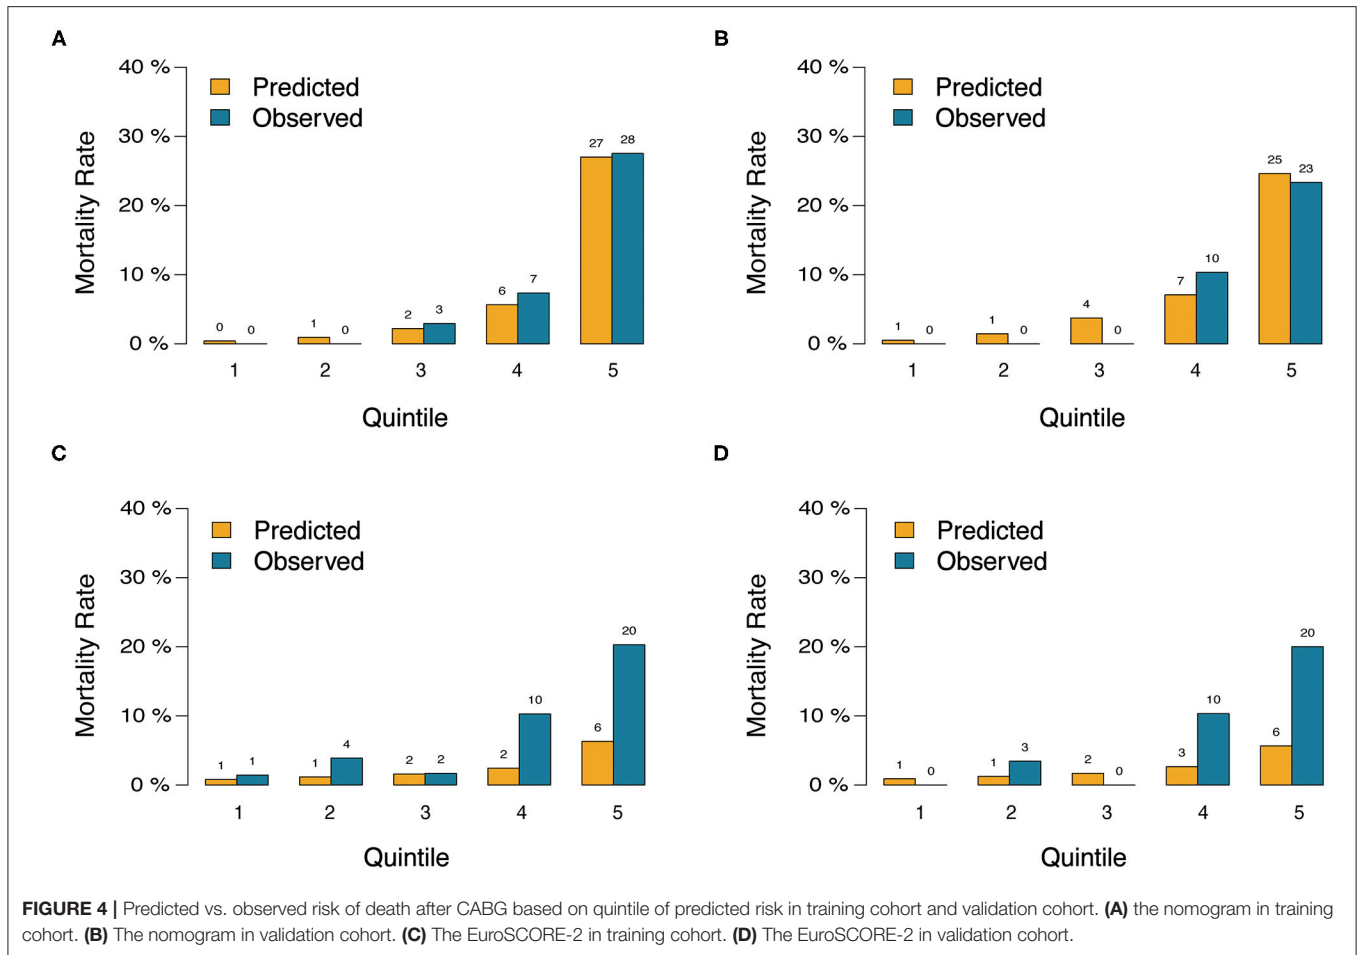 A
40 %
30 %
20 %
10 %
0 %
Mortality Rate
Predicted
Observed
0 0 1 0 2 3 6 7 27 28
1 2 3 4 5
Quintile
B
40 %
30 %
20 %
10 %
0 %
Mortality Rate
Predicted
Observed
1 0 1 0 4 0 7 10 25 23
1 2 3 4 5
Quintile
C
40 %
30 %
20 %
10 %
0 %
Mortality Rate
Predicted
Observed
1 1 1 4 2 2 2 10 6 20
1 2 3 4 5
Quintile
D
40 %
30 %
20 %
10 %
0 %
Mortality Rate
Predicted
Observed
1 0 1 3 2 0 3 10 6 20
1 2 3 4 5
Quintile
FIGURE 4 | Predicted vs. observed risk of death after CABG based on quintile of predicted risk in training cohort and validation cohort. (A) the nomogram in training
cohort. (B) The nomogram in validation cohort. (C) The EuroSCORE-2 in training cohort. (D) The EuroSCORE-2 in validation cohort.